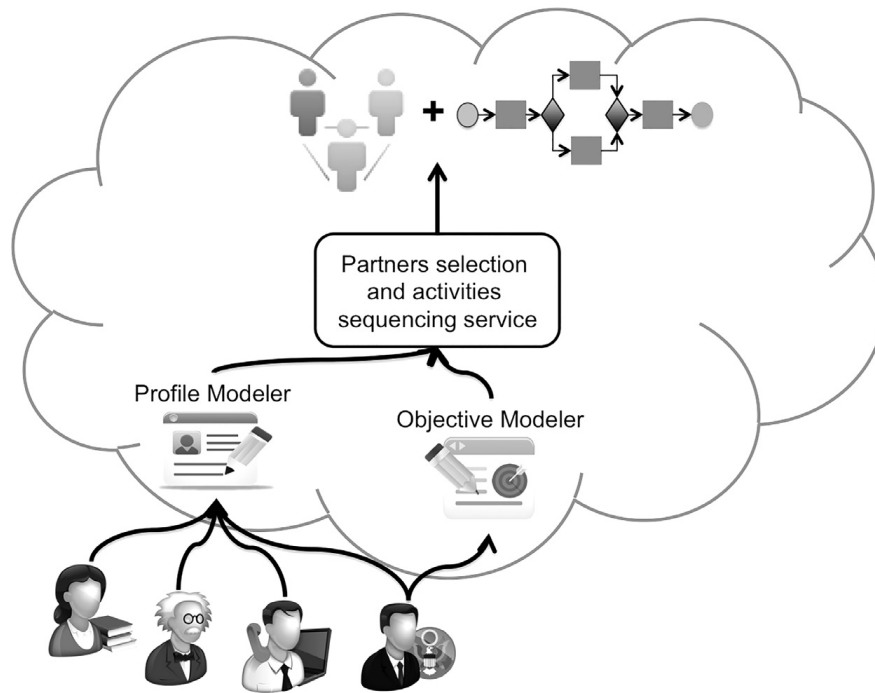 +
Partners selection
and activities
sequencing service
Profile Modeler
Objective Modeler